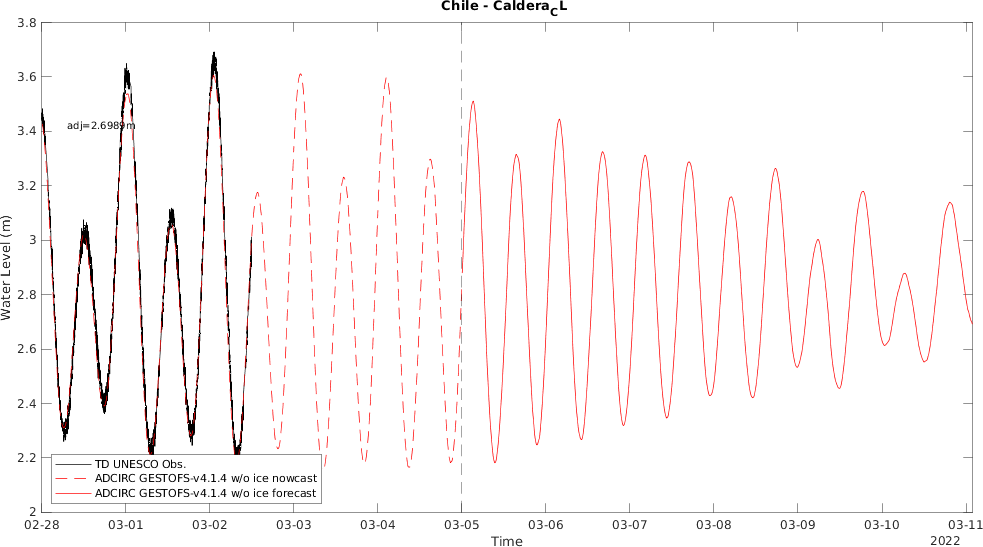 Chile - Caldera_CL
3.8
3.6
3.4
3.2
3
2.8
2.6
2.4
2.2
2
Water Level (m)
adj=2.6989m
TD UNESCO Obs.
ADCIRC GESTOFS-v4.1.4 w/o ice nowcast
ADCIRC GESTOFS-v4.1.4 w/o ice forecast
02-28 03-01 03-02 03-03 03-04 03-05 03-06 03-07 03-08 03-09 03-10 03-11
Time
2022